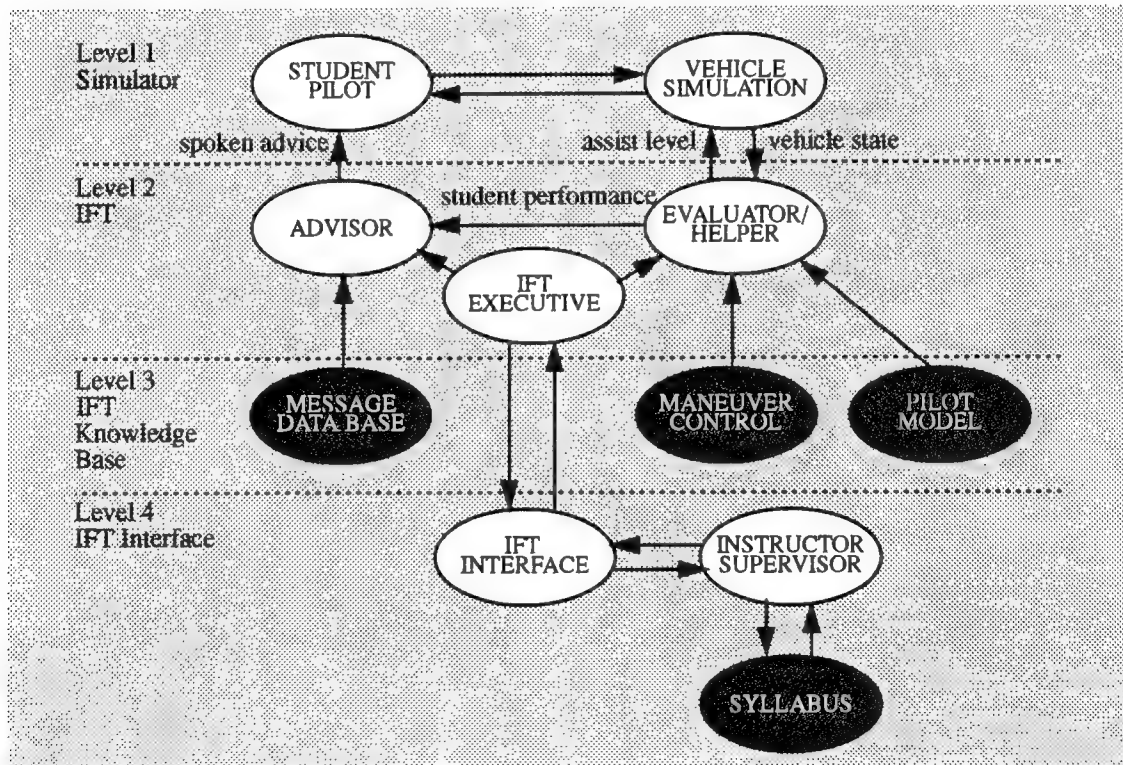 Level 1
Simulator
STUDENT
PILOT
VEHICLE
SIMULATION
spoken advice
assist level
vehicle state
Level 2
IFT
student performance
ADVISOR
EVALUATOR/
HELPER
IFT
EXECUTIVE
Level 3
IFT
Knowledge
Base
MESSAGE
DATA BASE
MANEUVER
CONTROL
PILOT
MODEL
Level 4
IFT Interface
IFT
INTERFACE
INSTRUCTOR
SUPERVISOR
SYLLABUS